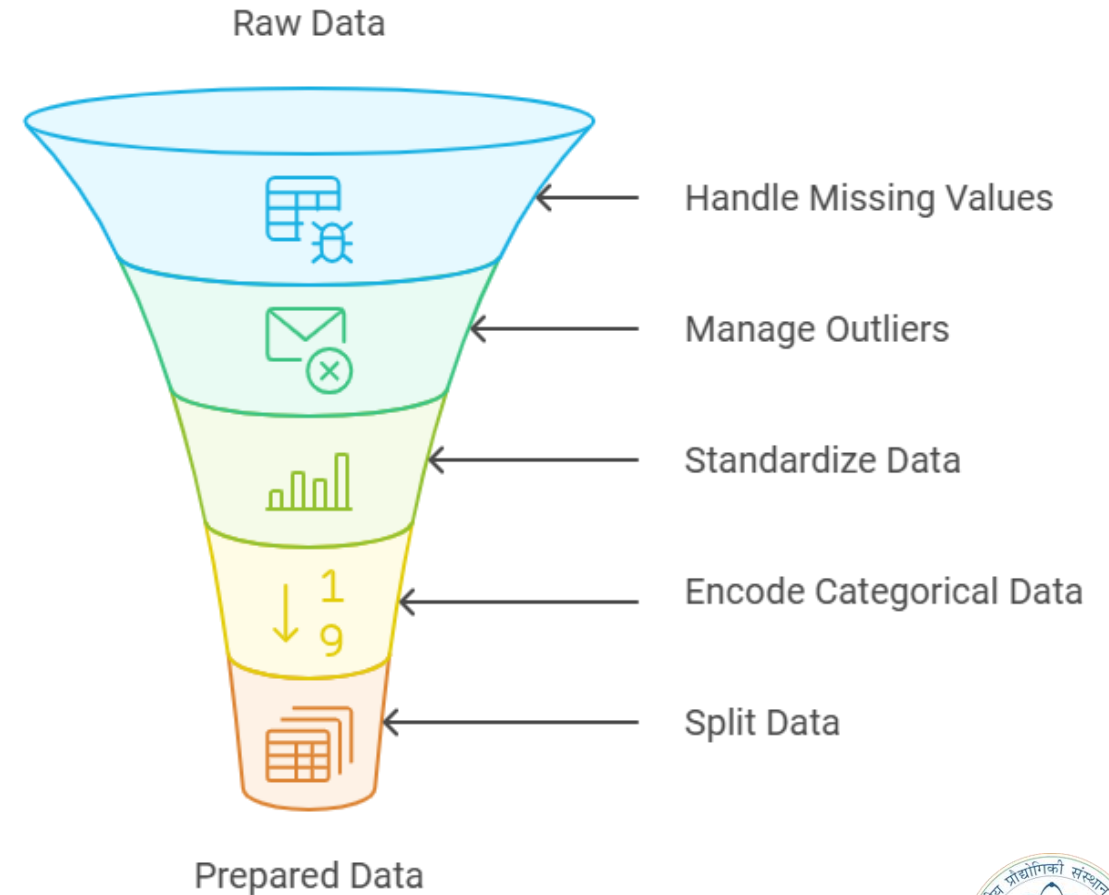 Raw Data
Handle Missing Values
Manage Outliers
Standardize Data
1
9
Encode Categorical Data
Split Data
Prepared Data
प्रौद्योगिकी